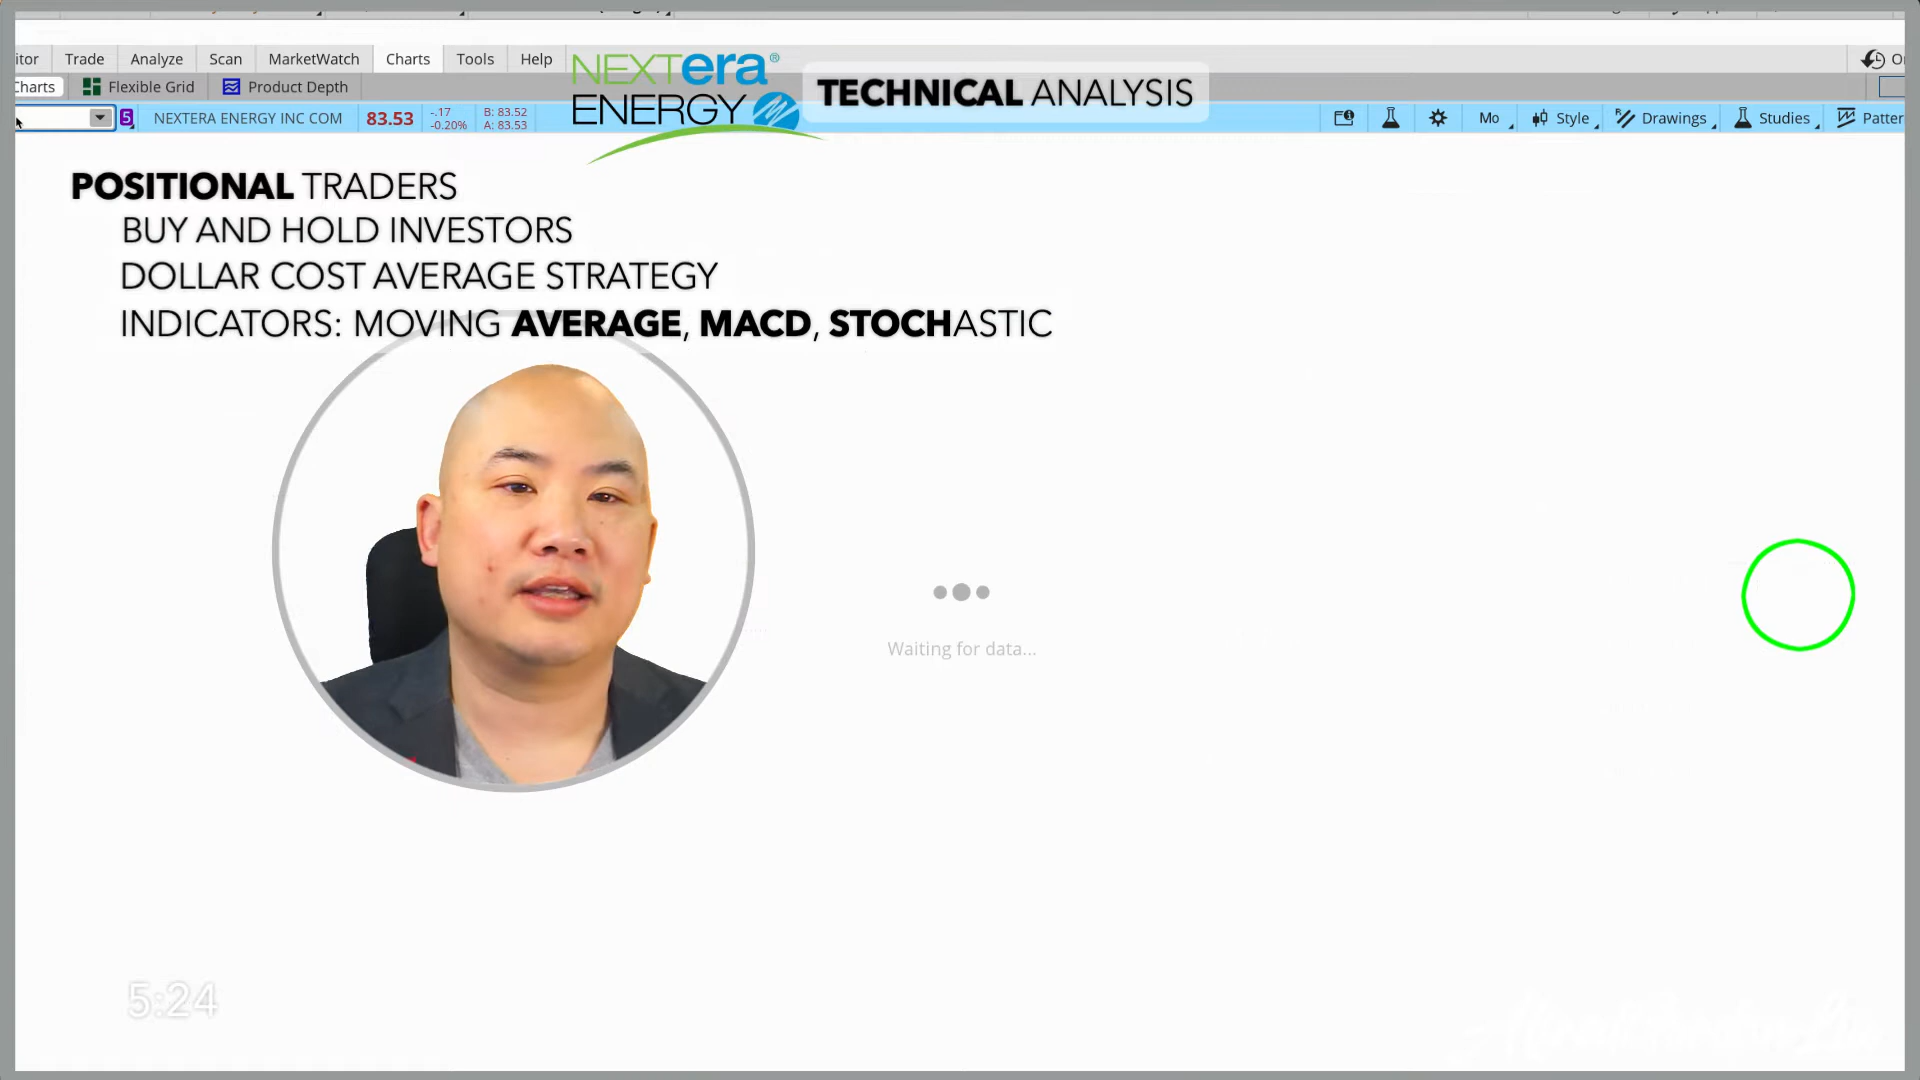 itor Trade Analyze Scan MarketWatch Charts Tools Help
Charts Flexible Grid Product Depth
NEXTera ®
ENERGY
TECHNICAL ANALYSIS
5 NEXTERA ENERGY INC COM 83.53 -.17 -0.20% B: 83.52 A: 83.53 Mo Style Drawings Studies Patter
POSITIONAL TRADERS
BUY AND HOLD INVESTORS
DOLLAR COST AVERAGE STRATEGY
INDICATORS: MOVING AVERAGE, MACD, STOCHASTIC
Waiting for data...
5:24